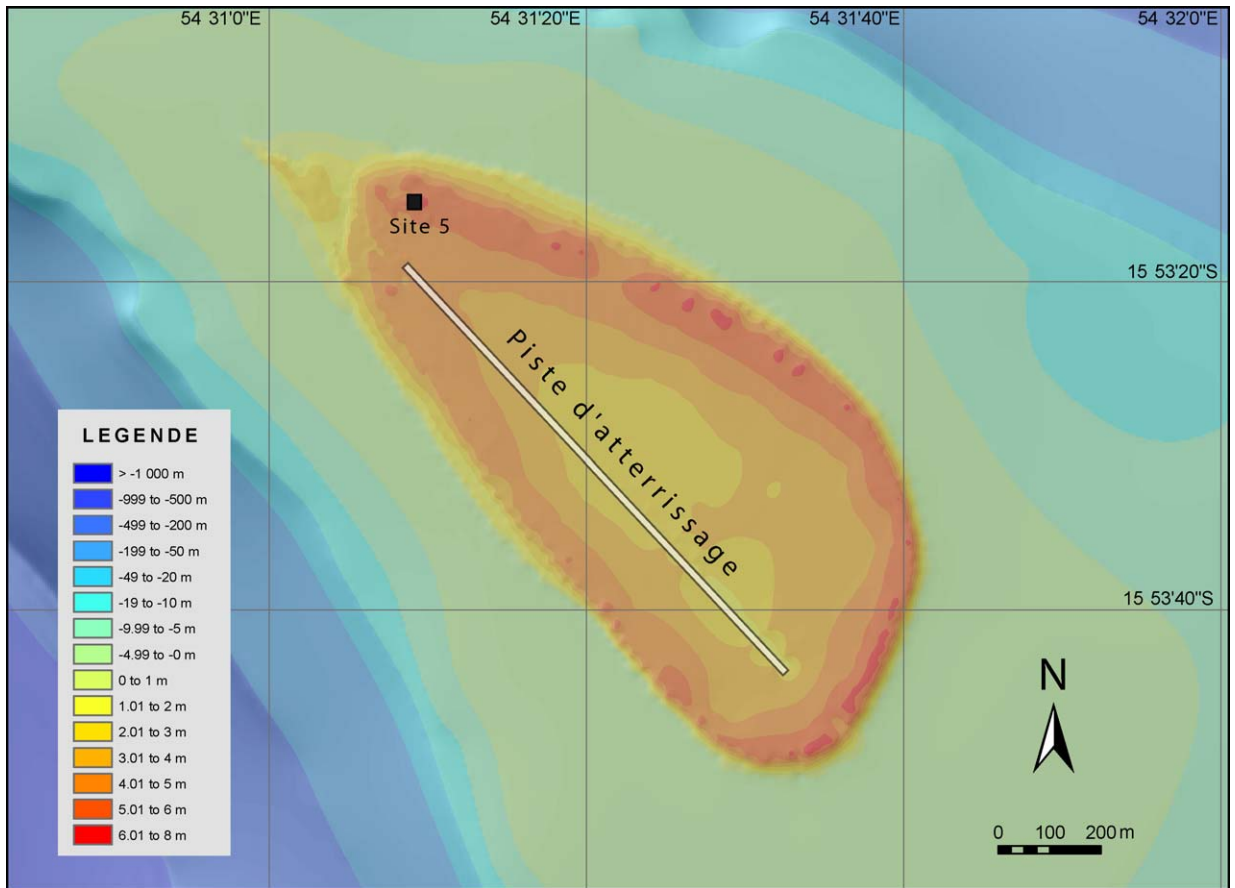 54 31'0"E
54 31'20"E
54 31'40"E
54 32'0"E
Site 5
15 53'20"S
Piste d'atterrissage
LEGENDE
> -1 000 m
-999 to -500 m
-499 to -200 m
-199 to -50 m
-49 to -20 m
-19 to -10 m
-9.99 to -5 m
-4.99 to -0 m
0 to 1 m
1.01 to 2 m
2.01 to 3 m
3.01 to 4 m
4.01 to 5 m
5.01 to 6 m
6.01 to 8 m
15 53'40"S
N
0 100 200 m